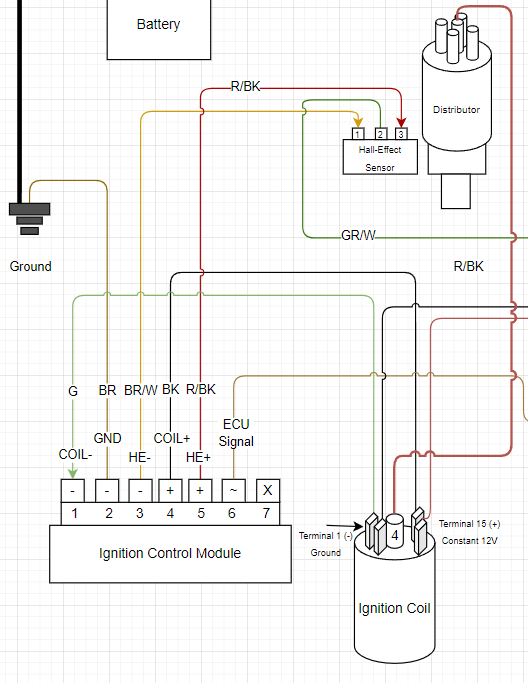 Battery
R/BK
Distributor
1 2 3
Hall-Effect
Sensor
GR/W
Ground
R/BK
G BR BR/W BK R/BK
ECU
Signal
GND COIL+
COIL- HE- HE+
- - - + + ~ X
1 2 3 4 5 6 7
Ignition Control Module
Terminal 1 (-)
Ground
4
Terminal 15 (+)
Constant 12V
Ignition Coil